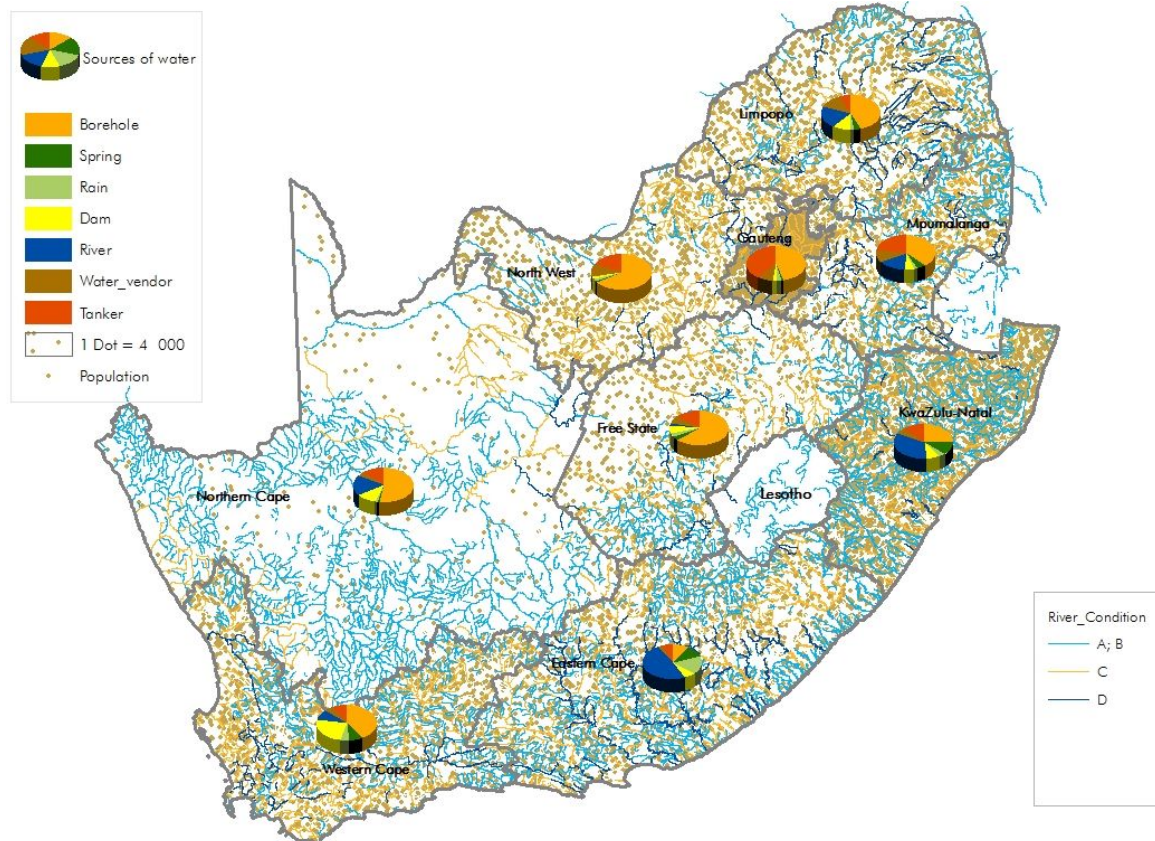 Sources of water
Borehole
Spring
Rain
Dam
River
Water_vendor
Tanker
1 Dot = 4 000
Population
Limpopo
Mpumalanga
Gauteng
North West
KwaZulu-Natal
Free State
Lesotho
Northern Cape
Eastern Cape
Western Cape
River_Condition
A; B
C
D